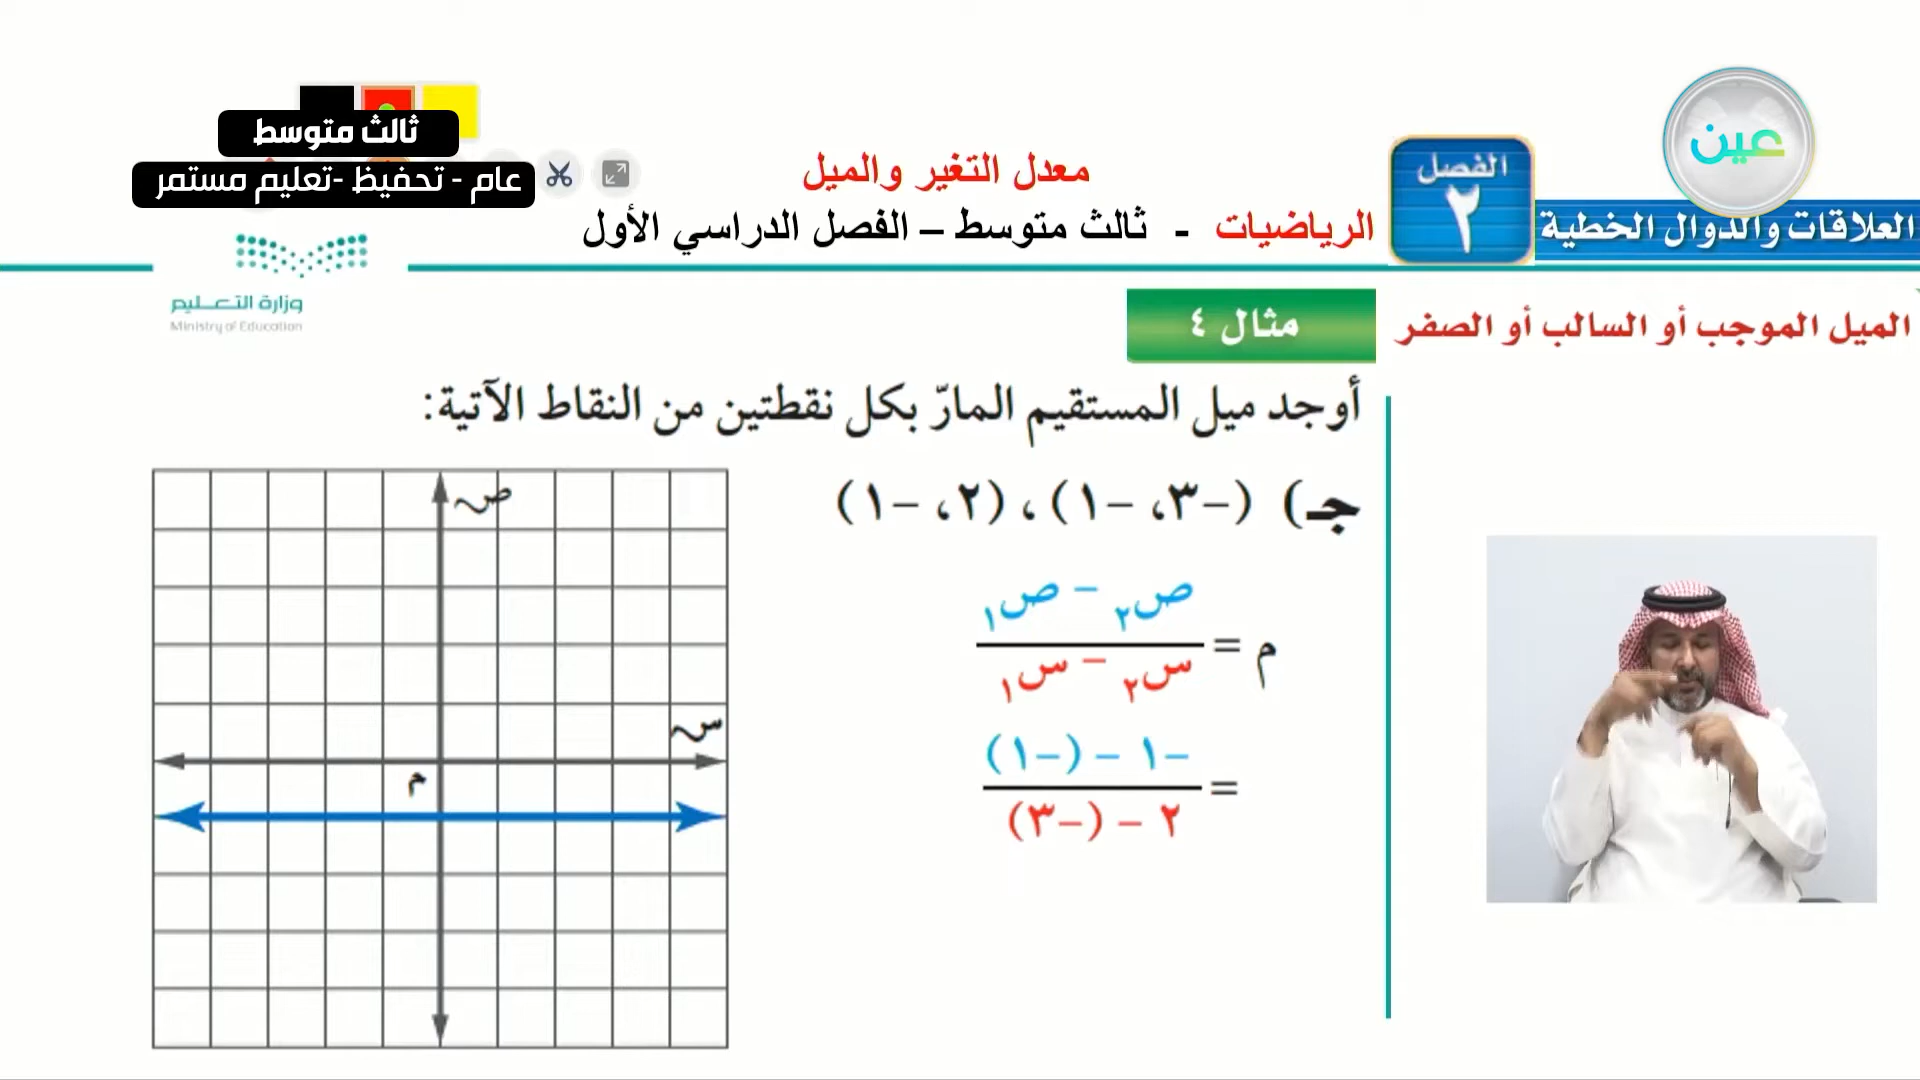 عين
العلاقات والدوال الخطية
الفصل
٢
معدل التغير والميل
الرياضيات - ثالث متوسط – الفصل الدراسي الأول
ثالث متوسط
عام - تحفيظ -تعليم مستمر
وزارة التعليم
Ministry of Education
الميل الموجب أو السالب أو الصفر
مثال ٤
أوجد ميل المستقيم المارّ بكل نقطتين من النقاط الآتية:
جـ) (–٣، –١)، (٢، –١)
م = (ص٢ – ص١) / (س٢ – س١)
= (–١ – (–١)) / (٢ – (–٣))
ص
س
م